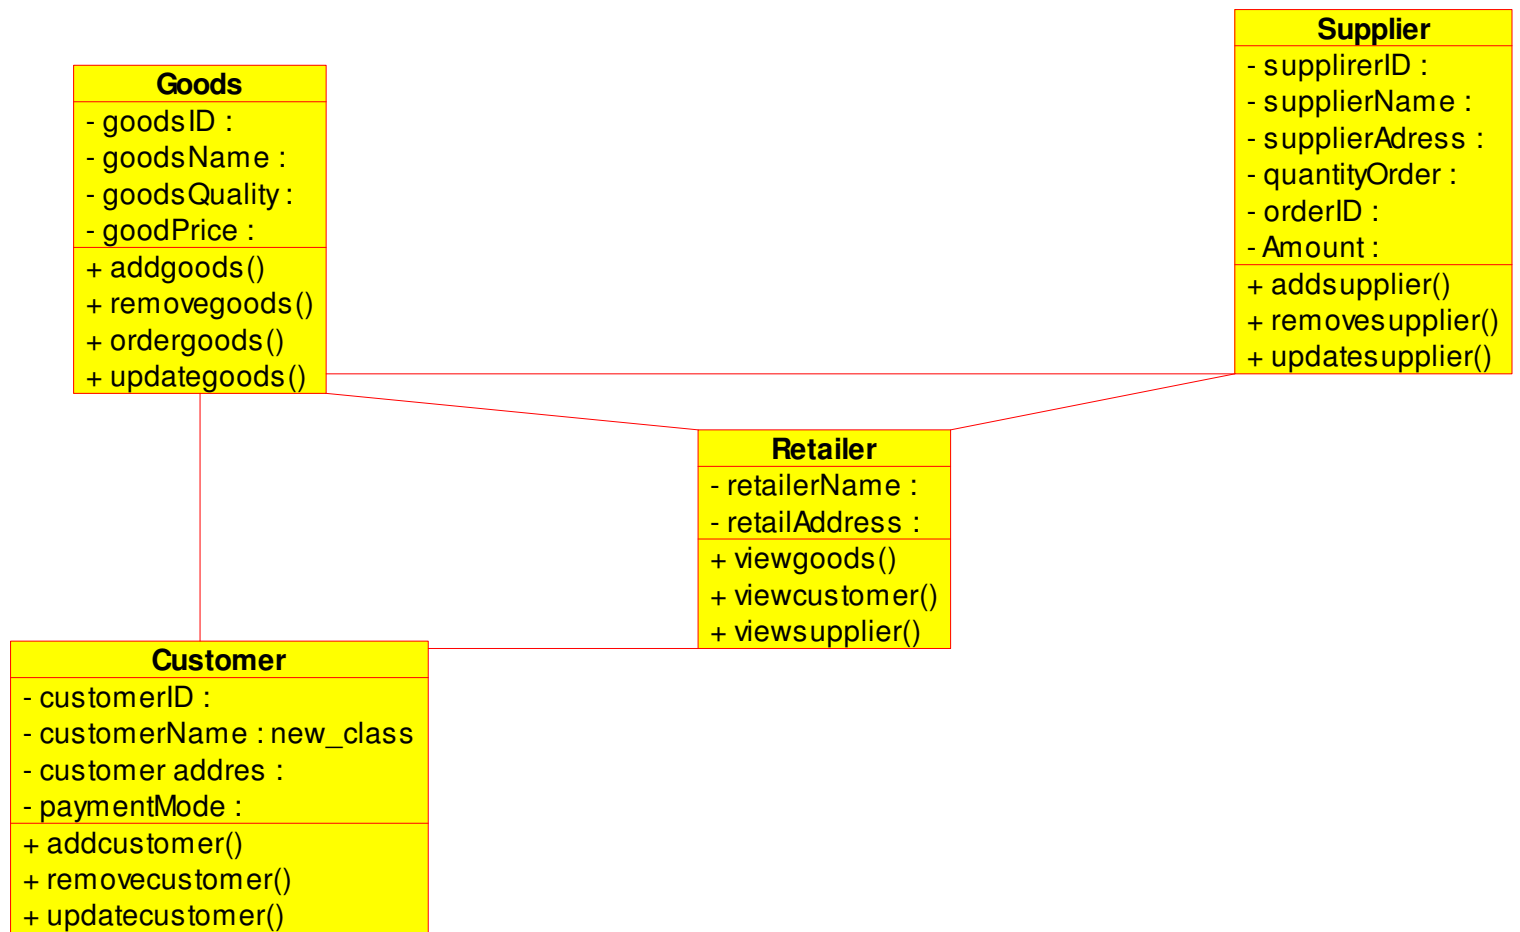 Supplier
- supplirerID :
- supplierName :
- supplierAdress :
- quantityOrder :
- orderID :
- Amount :
+ addsupplier()
+ removesupplier()
+ updatesupplier()
Goods
- goodsID :
- goodsName :
- goodsQuality :
- goodPrice :
+ addgoods()
+ removegoods()
+ ordergoods()
+ updategoods()
Retailer
- retailerName :
- retailAddress :
+ viewgoods()
+ viewcustomer()
+ viewsupplier()
Customer
- customerID :
- customerName : new_class
- customer addres :
- paymentMode :
+ addcustomer()
+ removecustomer()
+ updatecustomer()